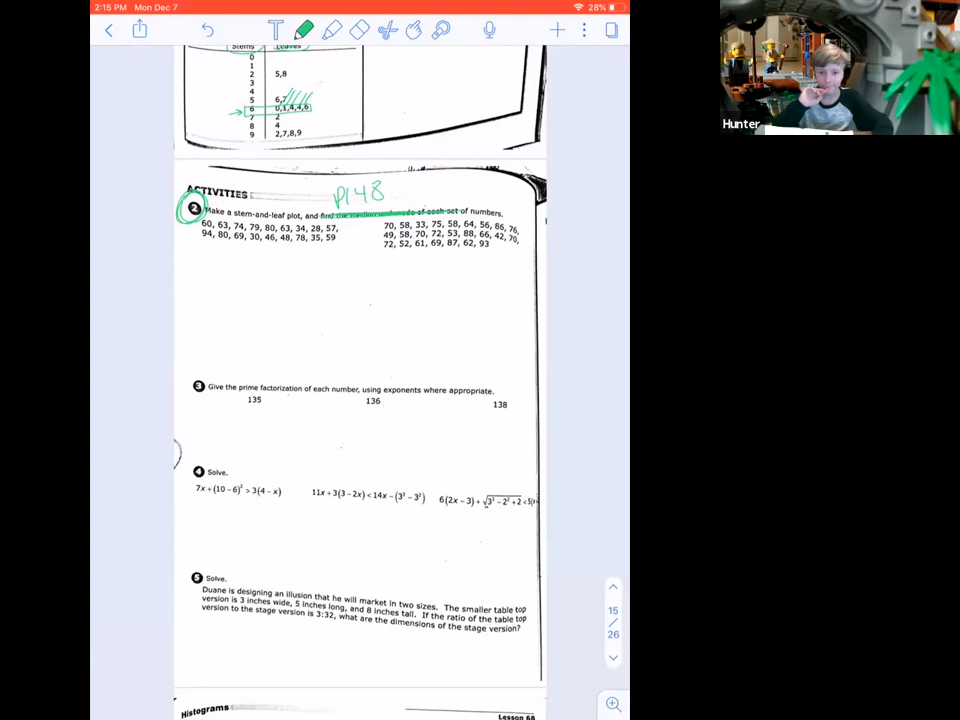 2:15 PM Mon Dec 7
28%
Stems Leaves
0
1
2 5,8
3
4
5 6,7
6 0,1,4,4,6
7 2
8 4
9 2,7,8,9
ACTIVITIES
p148
2 Make a stem-and-leaf plot, and find the median and mode of each set of numbers.
60, 63, 74, 79, 80, 63, 34, 28, 57,
94, 80, 69, 30, 46, 48, 78, 35, 59
70, 58, 33, 75, 58, 64, 56, 86, 76,
49, 58, 70, 72, 53, 88, 66, 42, 70,
72, 52, 61, 69, 87, 62, 93
3 Give the prime factorization of each number, using exponents where appropriate.
135 136 138
4 Solve.
7x + (10 – 6)² > 3(4 – x) 11x + 3(3 – 2x) < 14x – (3³ – 3²) 6(2x – 3) + √3³ – 2² + 2 < 5(
5 Solve.
Duane is designing an illusion that he will market in two sizes. The smaller table top
version is 3 inches wide, 5 inches long, and 8 inches tall. If the ratio of the table top
version to the stage version is 3:32, what are the dimensions of the stage version?
Histograms
Lesson 68
15
/
26
Hunter